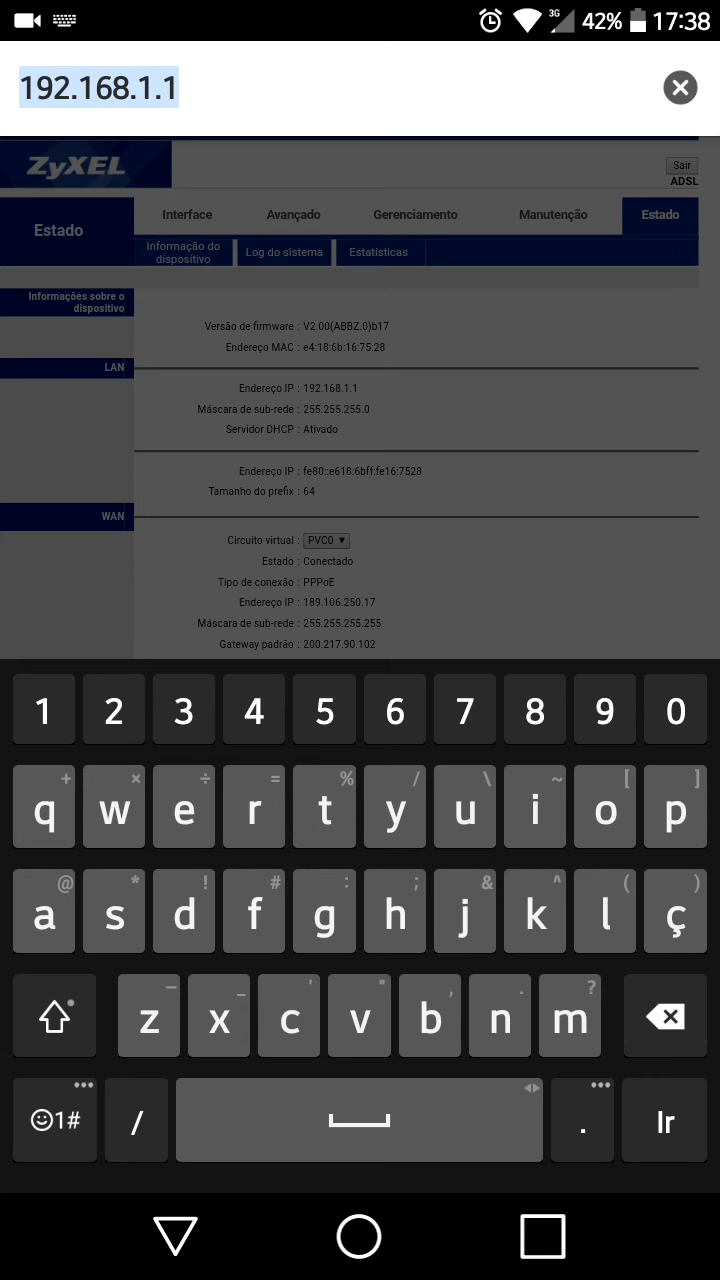 3G 42% 17:38
192.168.1.1
ZyXEL
Sair
ADSL
Estado
Interface Avançado Gerenciamento Manutenção Estado
Informação do dispositivo Log do sistema Estatísticas
Informações sobre o dispositivo
Versão de firmware : V2.00(ABBZ.0)b17
Endereço MAC : e4:18:6b:16:75:28
LAN
Endereço IP : 192.168.1.1
Máscara de sub-rede : 255.255.255.0
Servidor DHCP : Ativado
Endereço IP : fe80::e618:6bff:fe16:7528
Tamanho do prefix : 64
WAN
Circuito virtual : PVC0 ▼
Estado : Conectado
Tipo de conexão : PPPoE
Endereço IP : 189.106.250.17
Máscara de sub-rede : 255.255.255.255
Gateway padrão : 200.217.90.102
1 2 3 4 5 6 7 8 9 0
+ × ÷ = % / \ ~ [ ]
q w e r t y u i o p
@ * ! # : ; & ^ ( )
a s d f g h j k l ç
– _ ' " , . ?
z x c v b n m
1# / . Ir